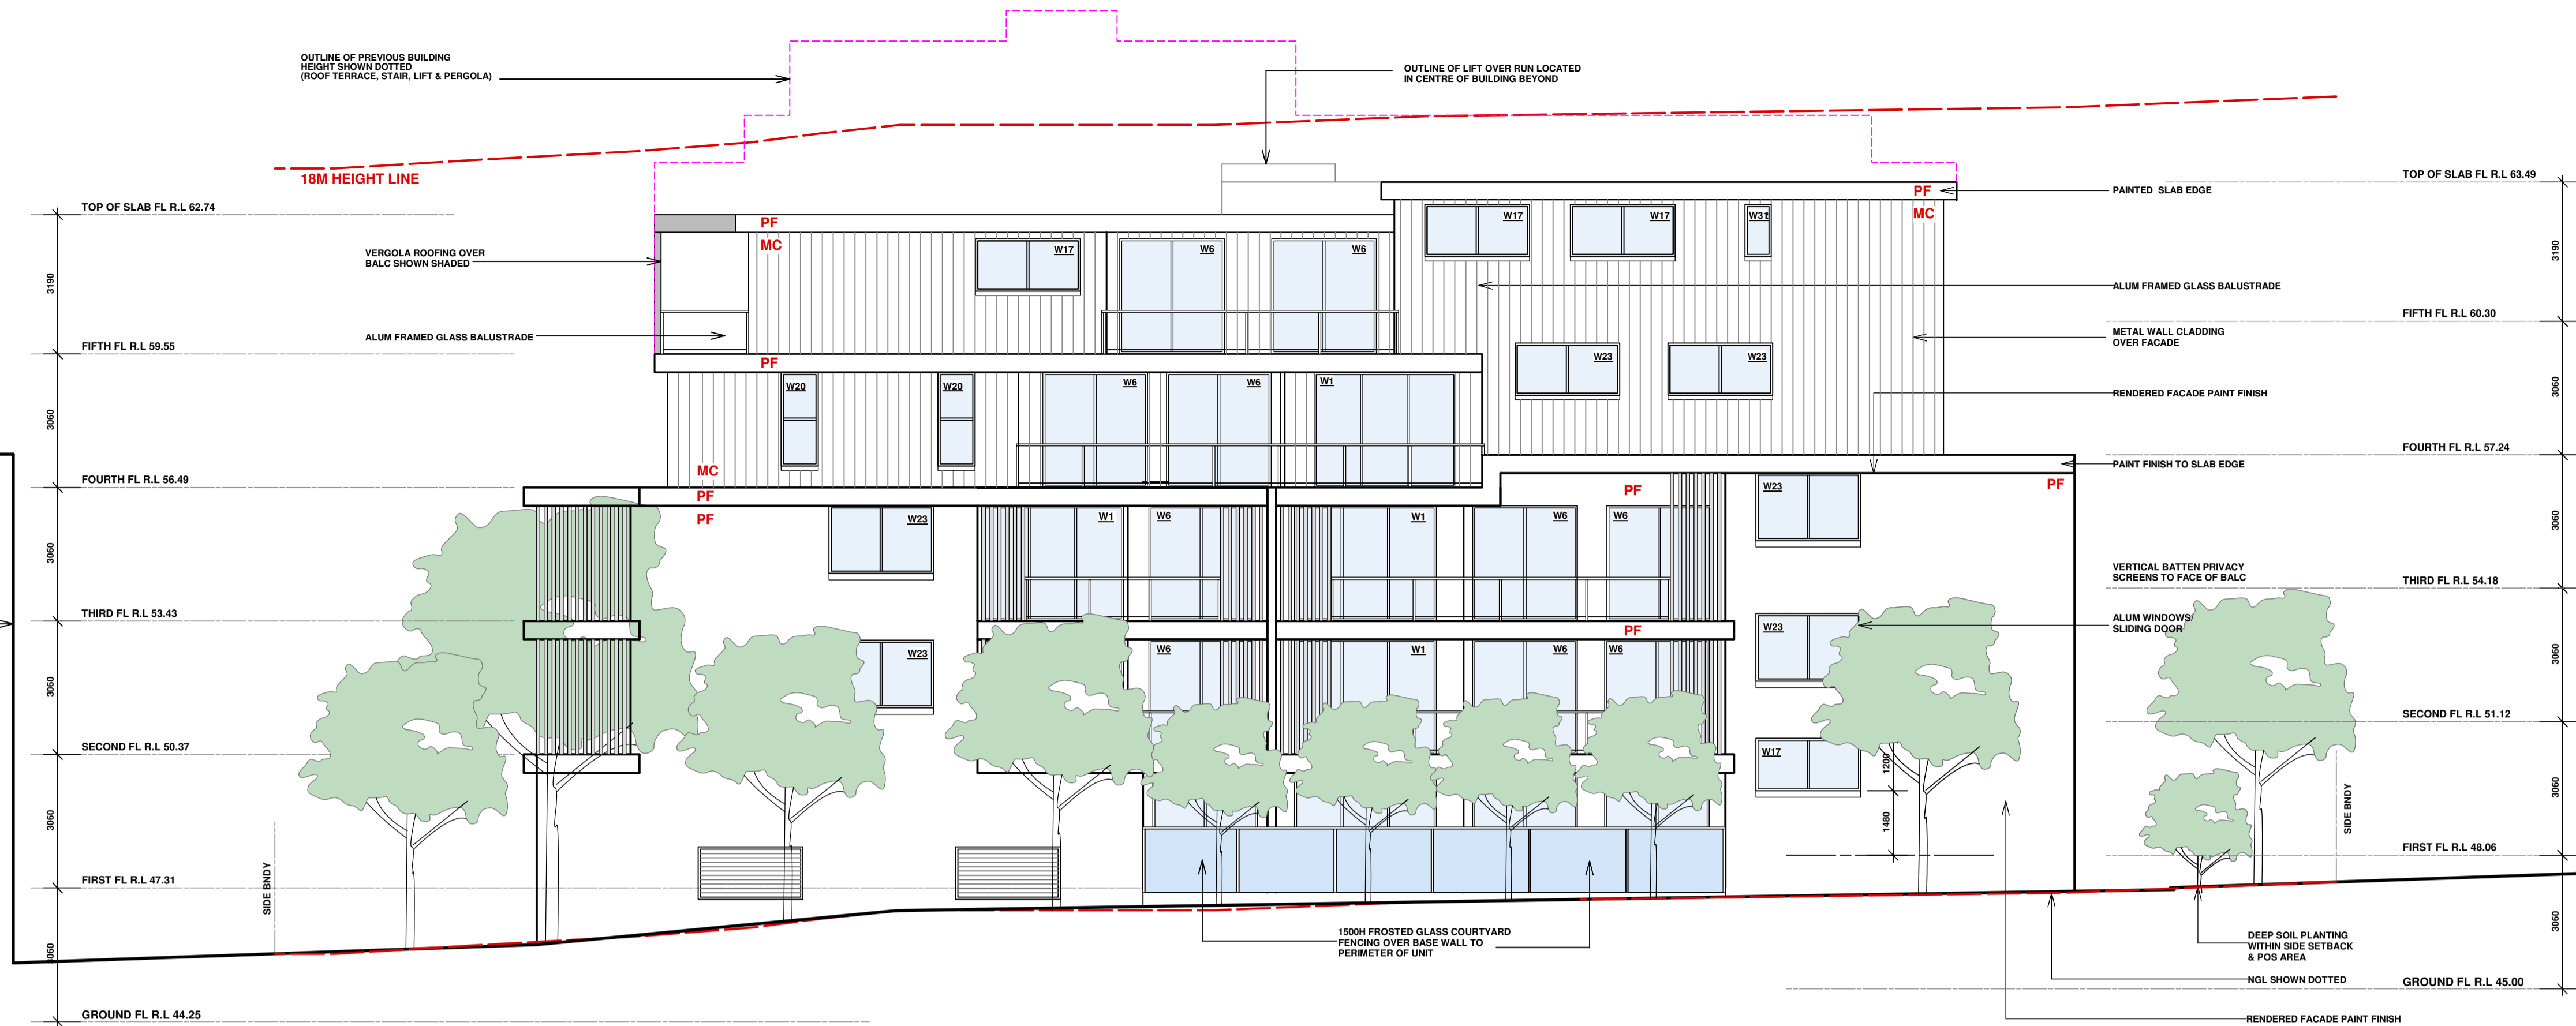 OUTLINE OF PREVIOUS BUILDING
HEIGHT SHOWN DOTTED
(ROOF TERRACE, STAIR, LIFT & PERGOLA)
OUTLINE OF LIFT OVER RUN LOCATED
IN CENTRE OF BUILDING BEYOND
18M HEIGHT LINE
TOP OF SLAB FL R.L 62.74
VERGOLA ROOFING OVER
BALC SHOWN SHADED
3190
ALUM FRAMED GLASS BALUSTRADE
FIFTH FL R.L 59.55
3060
FOURTH FL R.L 56.49
3060
THIRD FL R.L 53.43
3060
SECOND FL R.L 50.37
3060
SIDE BNDY
FIRST FL R.L 47.31
3060
GROUND FL R.L 44.25
PF
MC
W17
W6
W6
PF
MC
W17
W17
W31
PF
W23
W23
W20
W20
W6
W6
W1
MC
PF
PF
W23
W1
W6
W1
W6
W6
PF
W23
PF
W23
W6
W1
W6
W6
PF
W23
W17
1200
1480
1500H FROSTED GLASS COURTYARD
FENCING OVER BASE WALL TO
PERIMETER OF UNIT
PAINTED SLAB EDGE
ALUM FRAMED GLASS BALUSTRADE
METAL WALL CLADDING
OVER FACADE
RENDERED FACADE PAINT FINISH
PAINT FINISH TO SLAB EDGE
VERTICAL BATTEN PRIVACY
SCREENS TO FACE OF BALC
ALUM WINDOWS/
SLIDING DOOR
SIDE BNDY
DEEP SOIL PLANTING
WITHIN SIDE SETBACK
& POS AREA
NGL SHOWN DOTTED
RENDERED FACADE PAINT FINISH
TOP OF SLAB FL R.L 63.49
3190
FIFTH FL R.L 60.30
3060
FOURTH FL R.L 57.24
3060
THIRD FL R.L 54.18
3060
SECOND FL R.L 51.12
3060
FIRST FL R.L 48.06
3060
GROUND FL R.L 45.00